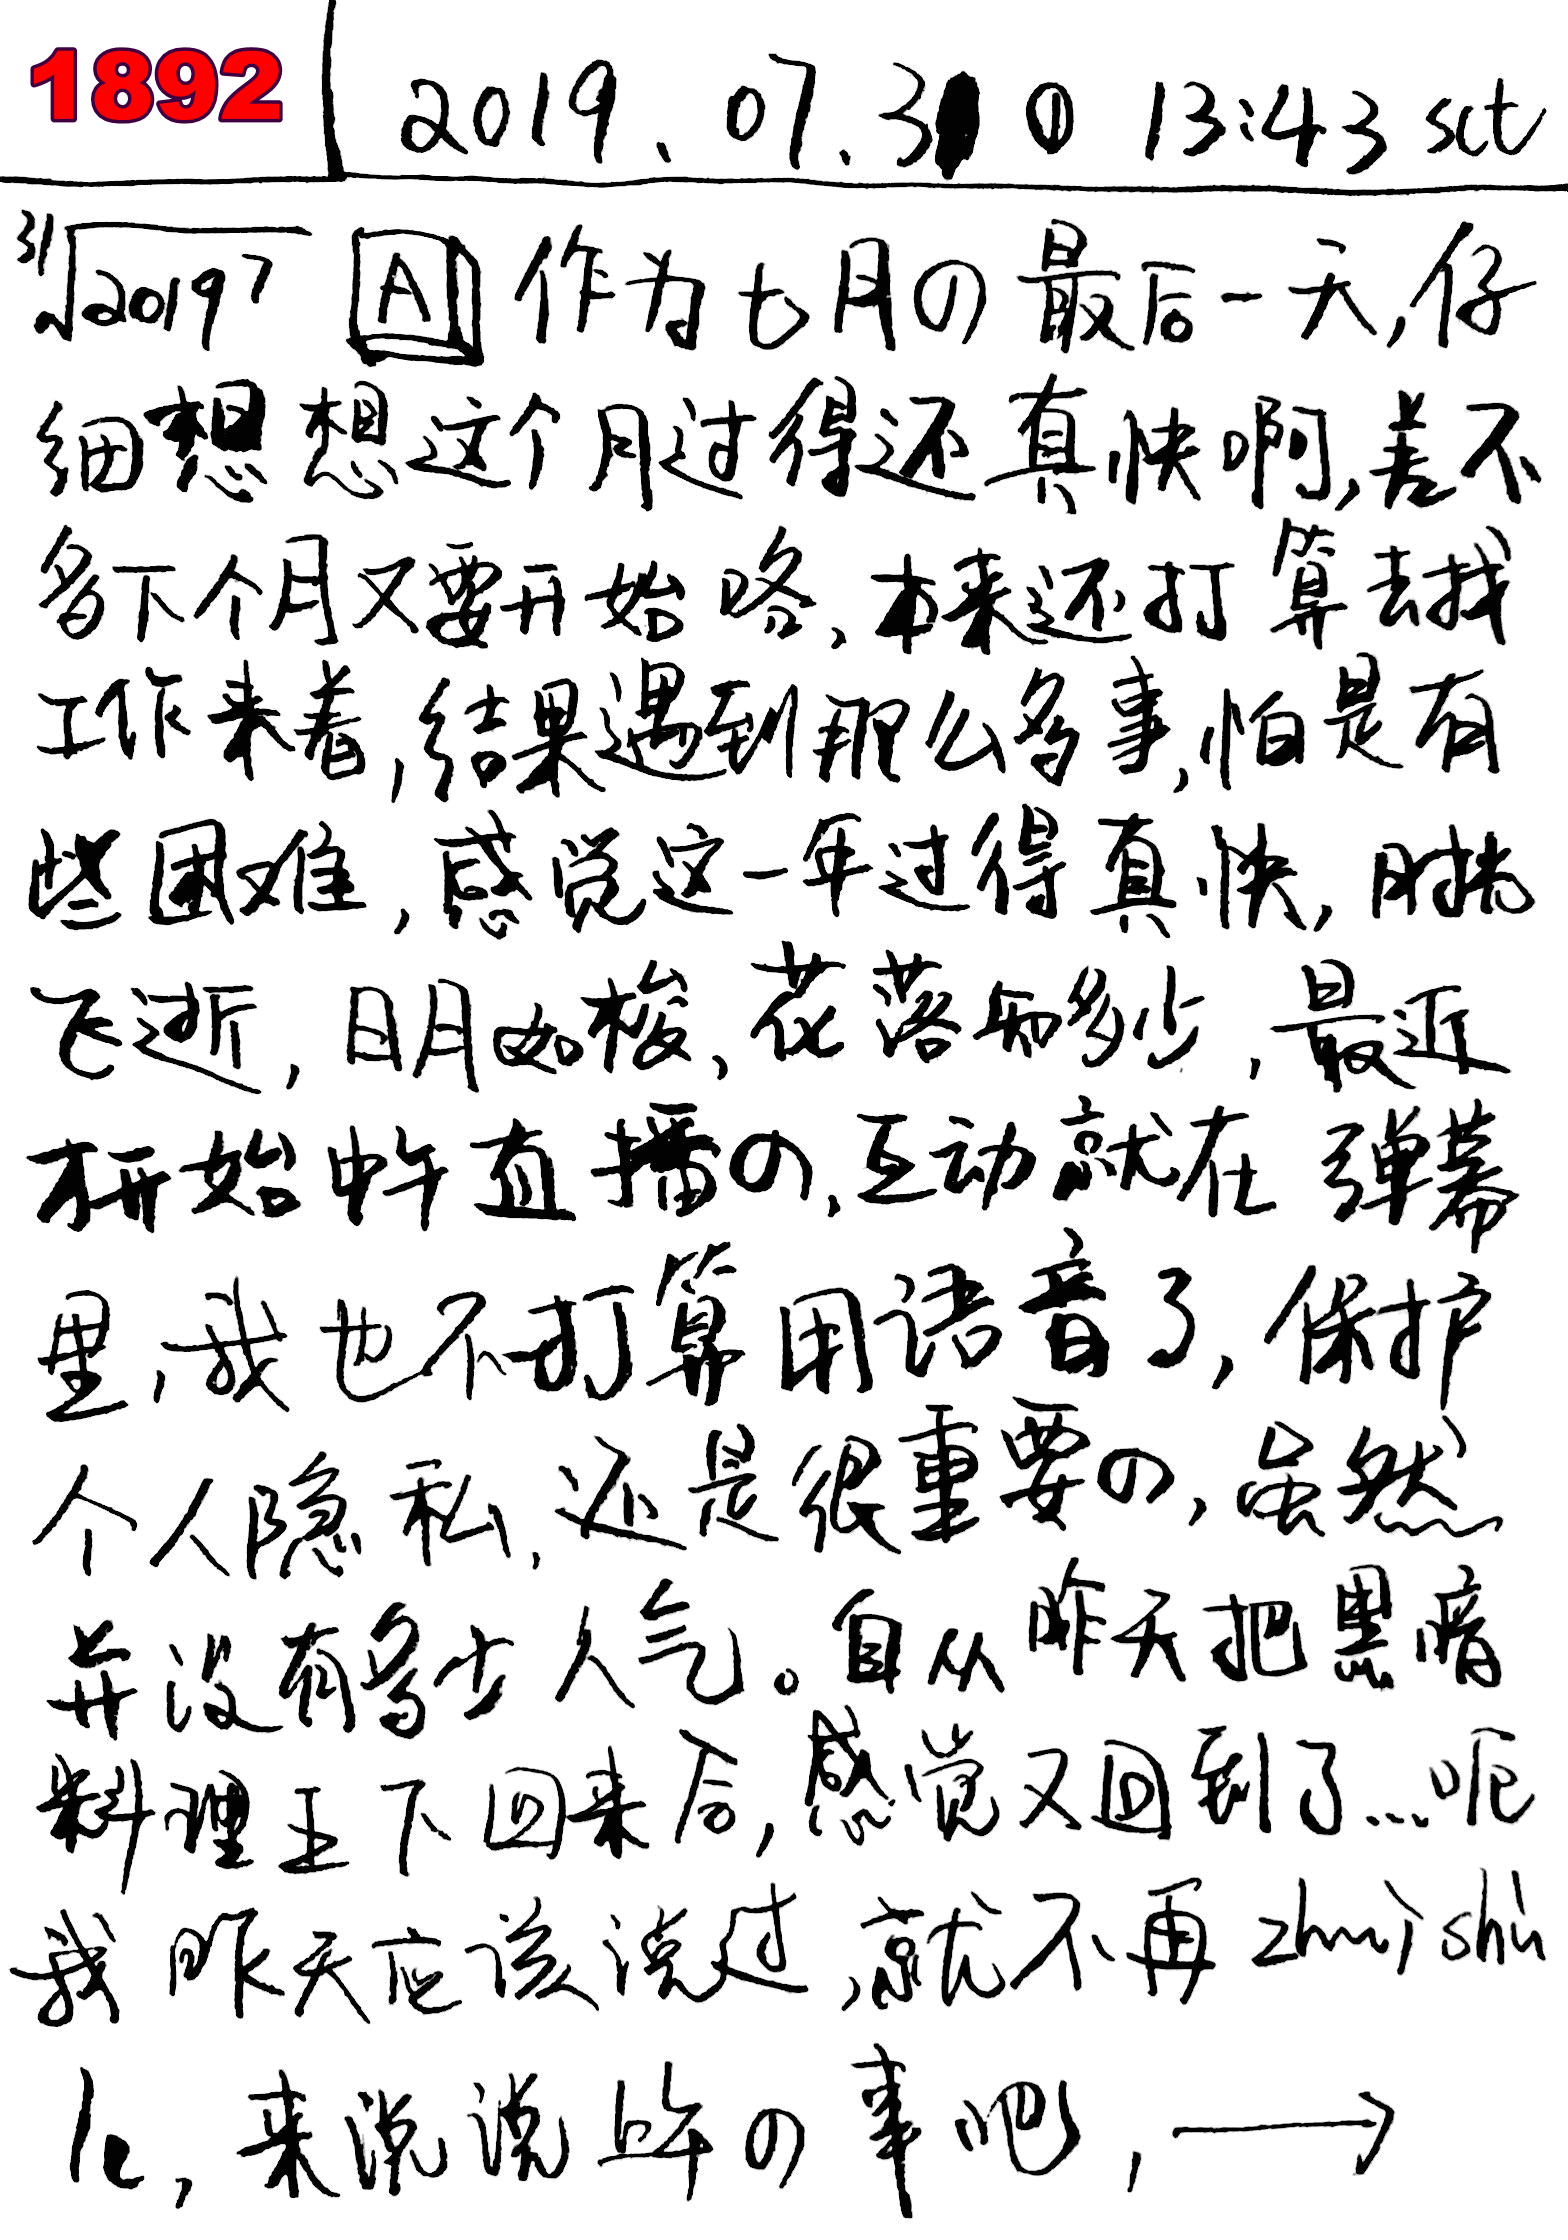 1892 2019.07.31 ① 13:43 sct
31√2019⁷ A 作为七月の最后一天,仔
细想想这个月过得还真快啊,差不
多下个月又要开始咯,本来还打算去找
工作来着,结果遇到那么多事,怕是有
些困难,感觉这一年过得真快,时光
飞逝,日月如梭,花落知多少,最近
开始中午直播の,互动就在弹幕
里,我也不打算用语音了,保护
个人隐私,还是很重要の,虽然
并没有多少人气。自从昨天把黑暗
料理王下回来后,感觉又回到了...呃
我昨天应该说过,就不再zhuì shù
le,来说说上午の事吧,→